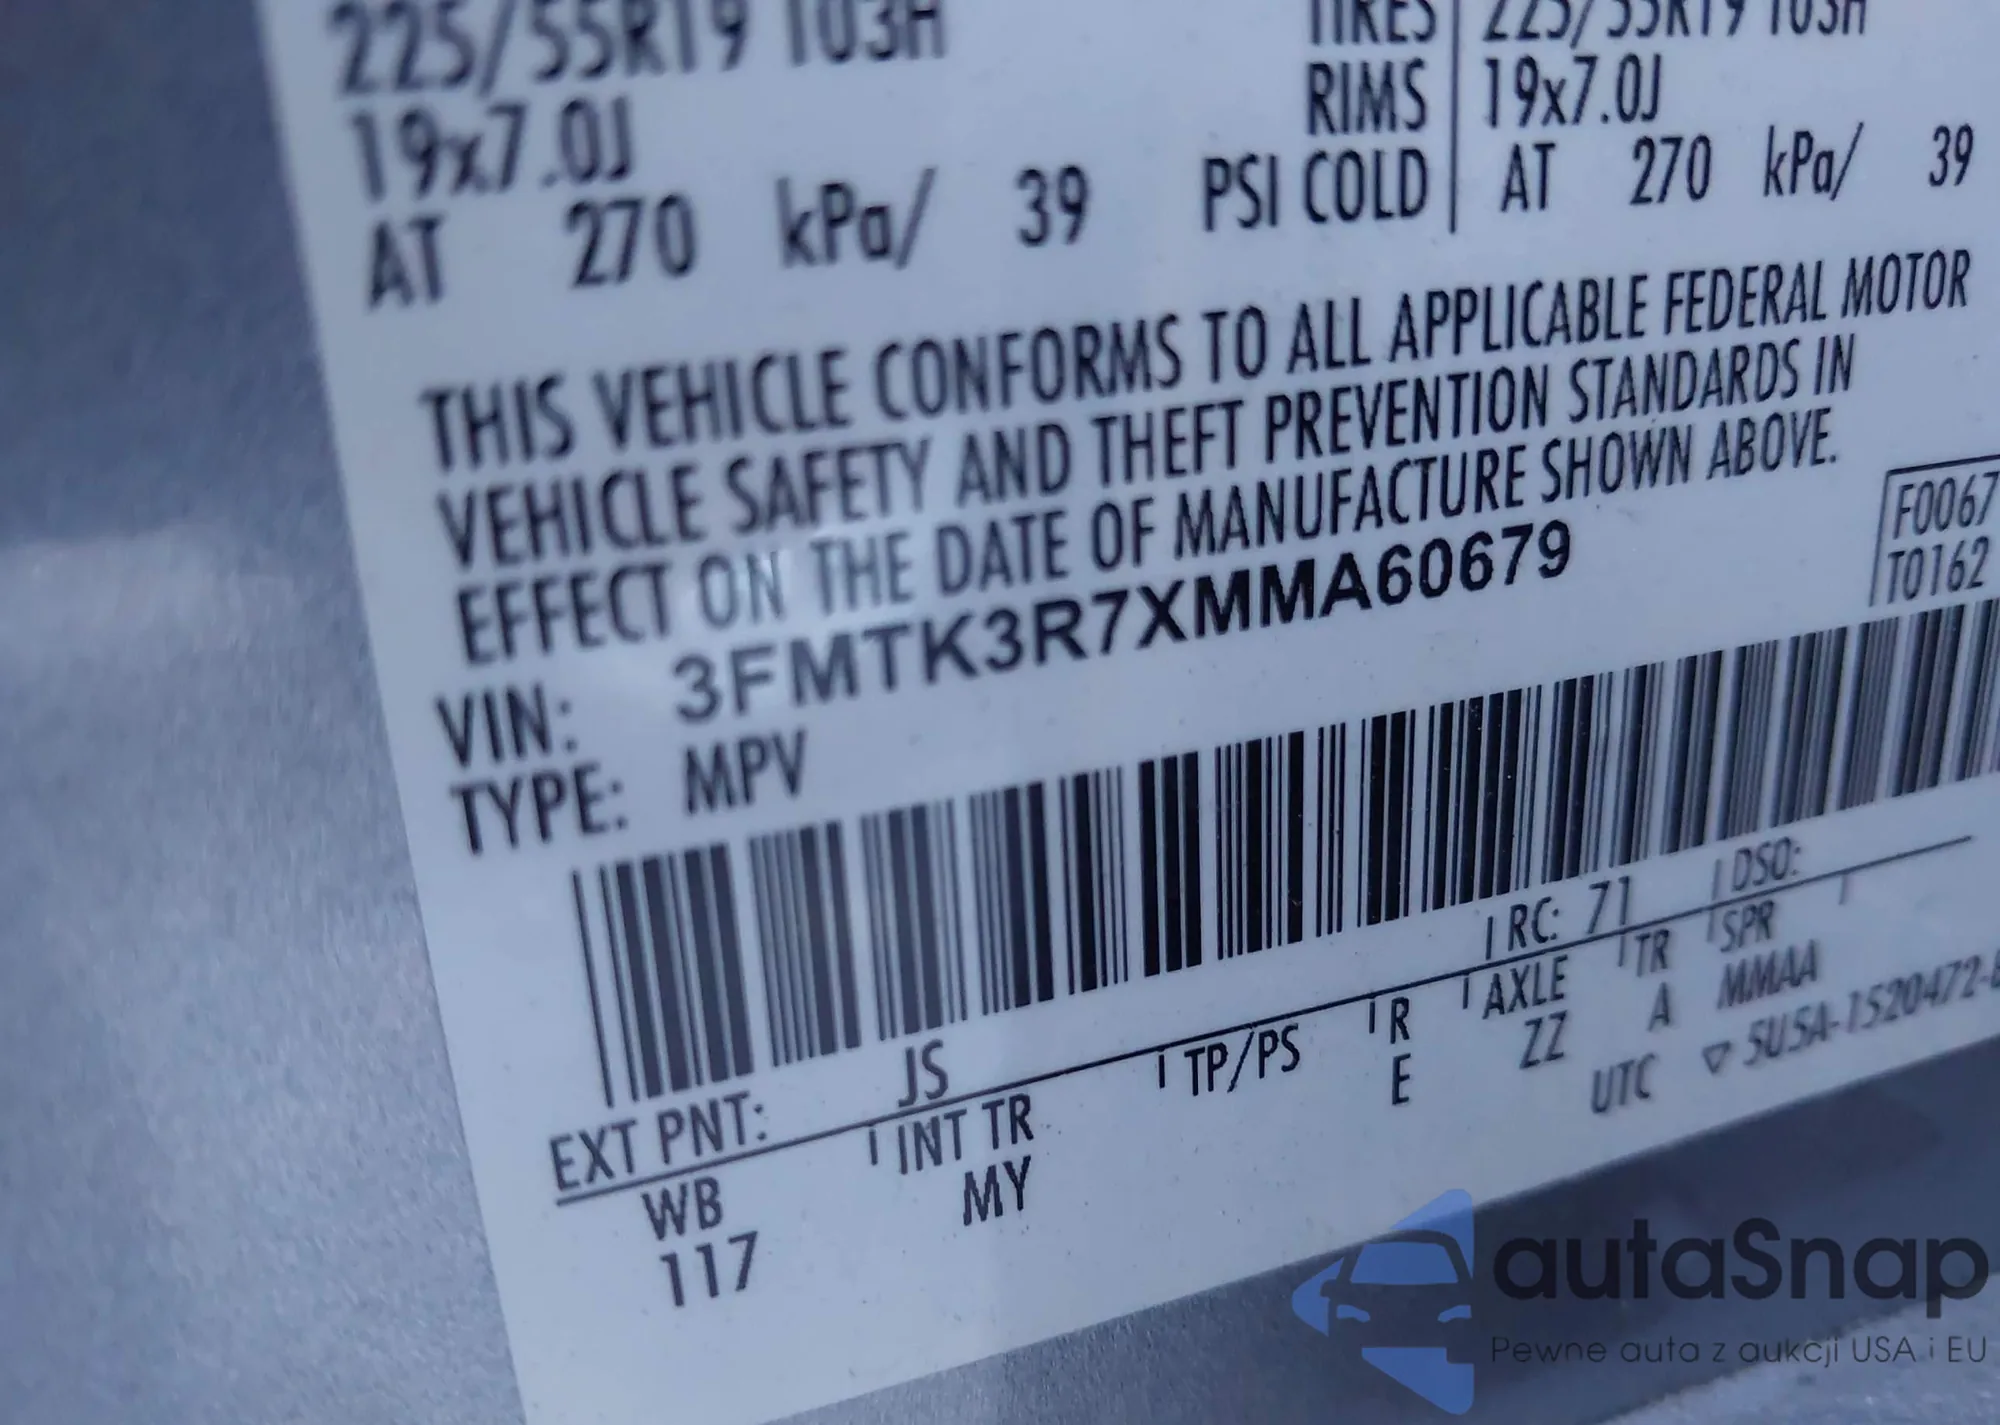 225/55R19 103H TIRES 225/55R19 103H
19x7.0J RIMS 19x7.0J
AT 270 kPa/ 39 PSI COLD AT 270 kPa/ 39
THIS VEHICLE CONFORMS TO ALL APPLICABLE FEDERAL MOTOR
VEHICLE SAFETY AND THEFT PREVENTION STANDARDS IN
EFFECT ON THE DATE OF MANUFACTURE SHOWN ABOVE.
F0067
T0162
VIN: 3FMTK3R7XMMA60679
TYPE: MPV
EXT PNT: JS RC: 71 DSO:
WB INT TR TP/PS R AXLE TR SPR
117 MY E ZZ A MMAA
UTC ▽ 5U5A-1520472-
autaSnap
Pewne auta z aukcji USA i EU